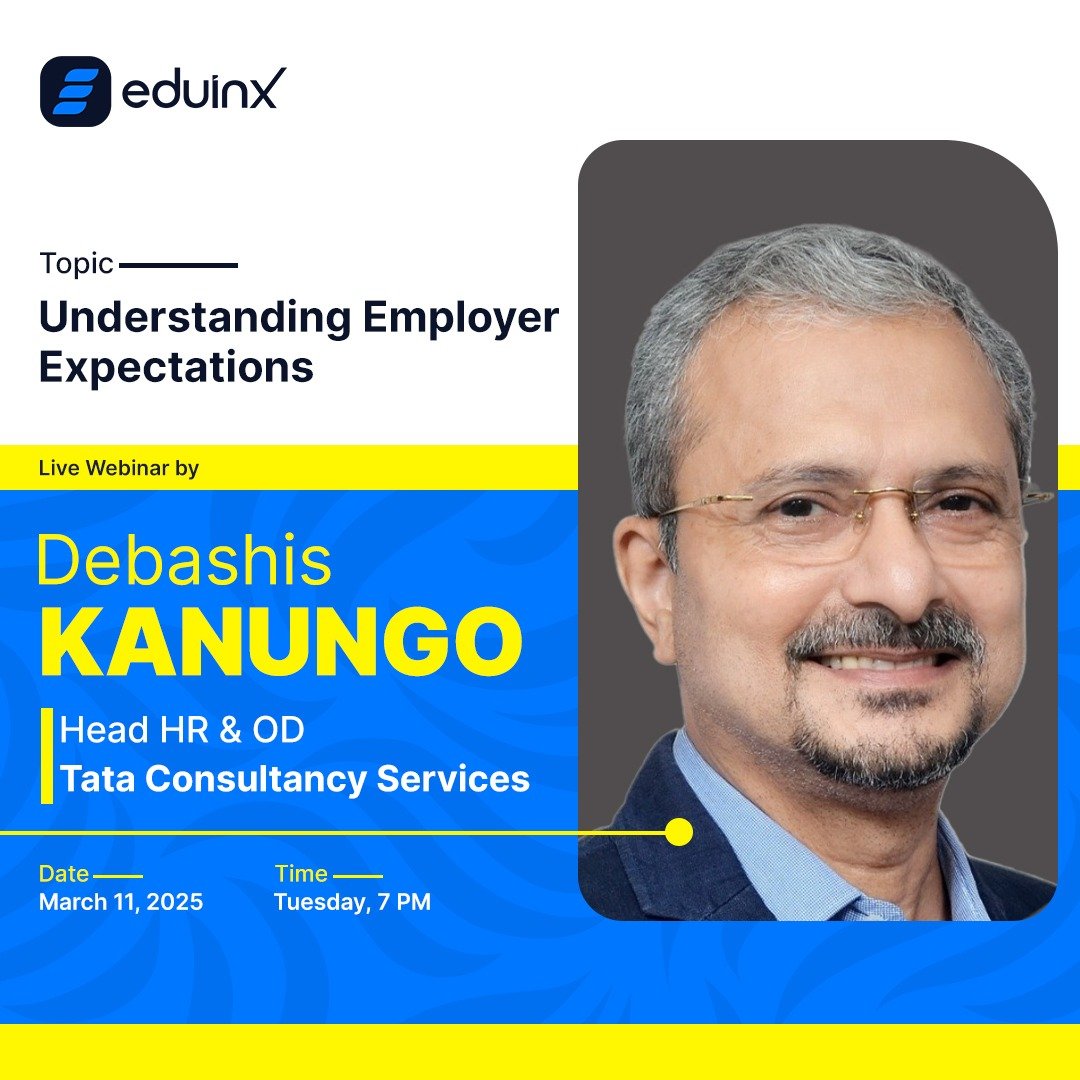 eduinx
Topic
Understanding Employer
Expectations
Live Webinar by
Debashis
KANUNGO
Head HR & OD
Tata Consultancy Services
Date
March 11, 2025
Time
Tuesday, 7 PM